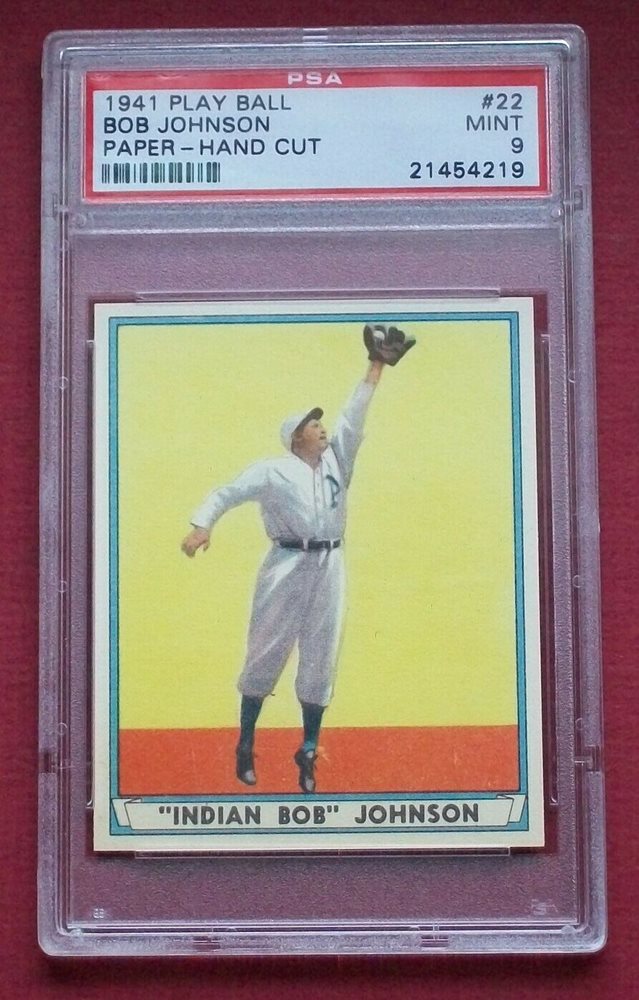 PSA
1941 PLAY BALL #22
BOB JOHNSON MINT
PAPER - HAND CUT 9
21454219
P
"INDIAN BOB" JOHNSON